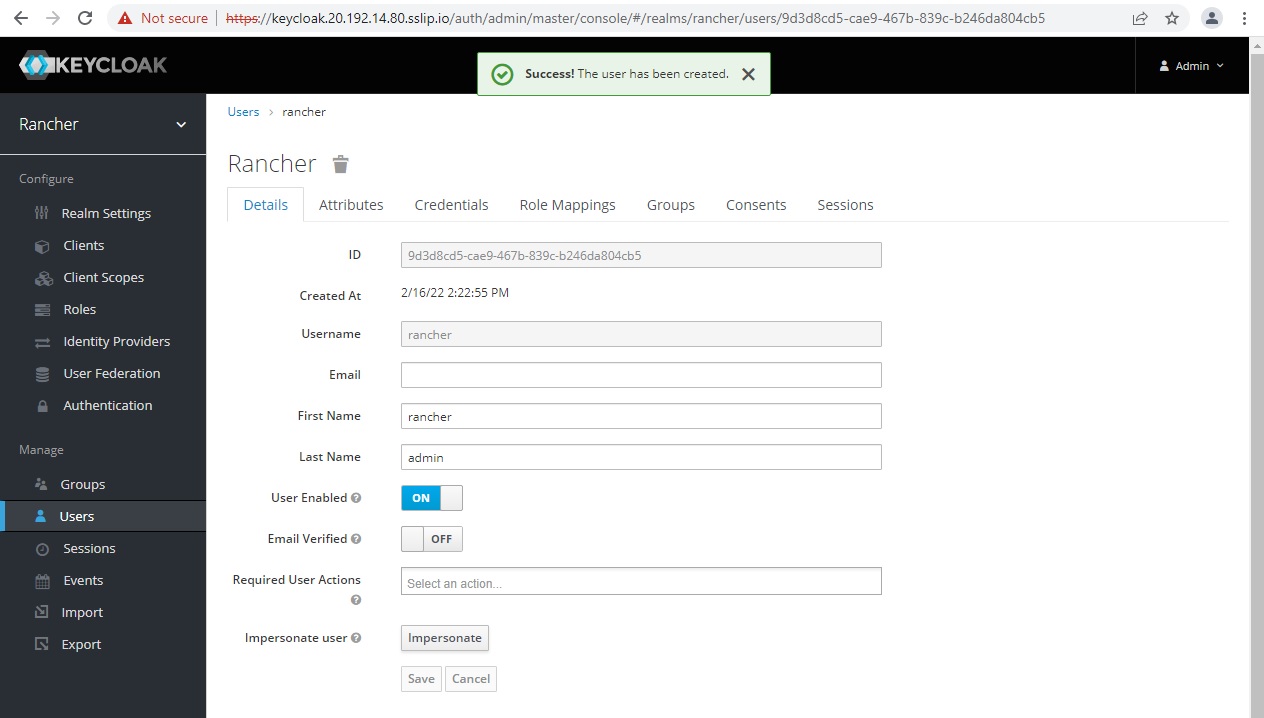 Not secure https://keycloak.20.192.14.80.sslip.io/auth/admin/master/console/#/realms/rancher/users/9d3d8cd5-cae9-467b-839c-b246da804cb5
KEYCLOAK
Success! The user has been created.
Admin
Rancher
Configure
Realm Settings
Clients
Client Scopes
Roles
Identity Providers
User Federation
Authentication
Manage
Groups
Users
Sessions
Events
Import
Export
Users > rancher
Rancher
Details Attributes Credentials Role Mappings Groups Consents Sessions
ID 9d3d8cd5-cae9-467b-839c-b246da804cb5
Created At 2/16/22 2:22:55 PM
Username rancher
Email
First Name rancher
Last Name admin
User Enabled ON
Email Verified OFF
Required User Actions Select an action...
Impersonate user Impersonate
Save Cancel